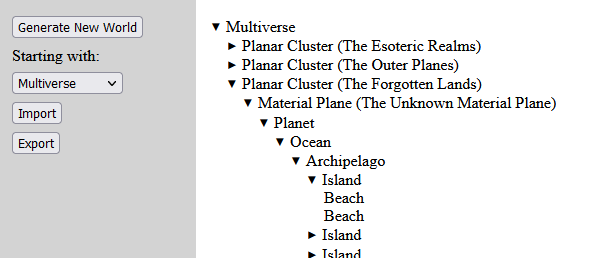 Generate New World
Starting with:
Multiverse
Import
Export
Multiverse
Planar Cluster (The Esoteric Realms)
Planar Cluster (The Outer Planes)
Planar Cluster (The Forgotten Lands)
Material Plane (The Unknown Material Plane)
Planet
Ocean
Archipelago
Island
Beach
Beach
Island
Island